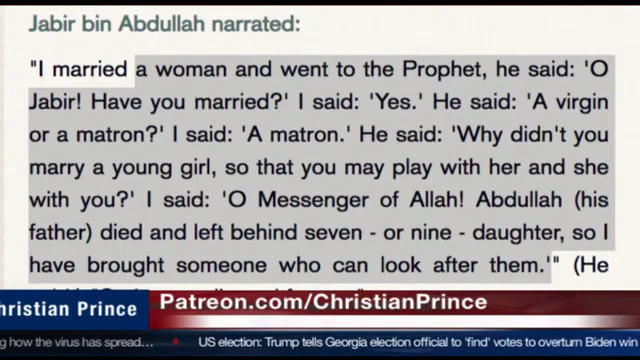 Jabir bin Abdullah narrated:
"I married a woman and went to the Prophet, he said: 'O
Jabir! Have you married?' I said: 'Yes.' He said: 'A virgin
or a matron?' I said: 'A matron.' He said: 'Why didn't you
marry a young girl, so that you may play with her and she
with you?' I said: 'O Messenger of Allah! Abdullah (his
father) died and left behind seven - or nine - daughter, so I
have brought someone who can look after them.'" (He
Christian Prince
Patreon.com/ChristianPrince
how the virus has spread... US election: Trump tells Georgia election official to 'find' votes to overturn Biden win